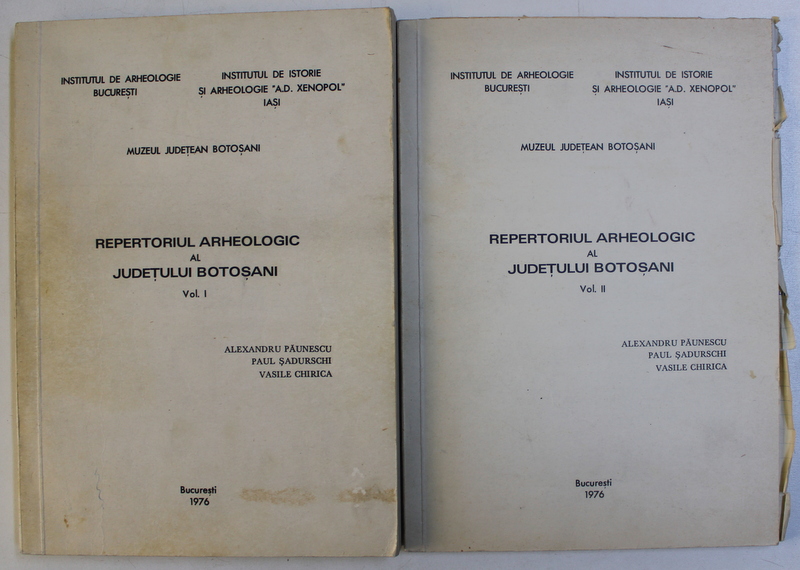 INSTITUTUL DE ARHEOLOGIE
BUCUREȘTI
INSTITUTUL DE ISTORIE
ȘI ARHEOLOGIE "A.D. XENOPOL"
IAȘI
MUZEUL JUDEȚEAN BOTOȘANI
REPERTORIUL ARHEOLOGIC
AL
JUDEȚULUI BOTOȘANI
Vol. I
ALEXANDRU PĂUNESCU
PAUL ȘADURSCHI
VASILE CHIRICA
București
1976
INSTITUTUL DE ARHEOLOGIE
BUCUREȘTI
INSTITUTUL DE ISTORIE
ȘI ARHEOLOGIE "A.D. XENOPOL"
IAȘI
MUZEUL JUDEȚEAN BOTOȘANI
REPERTORIUL ARHEOLOGIC
AL
JUDEȚULUI BOTOȘANI
Vol. II
ALEXANDRU PĂUNESCU
PAUL ȘADURSCHI
VASILE CHIRICA
București
1976